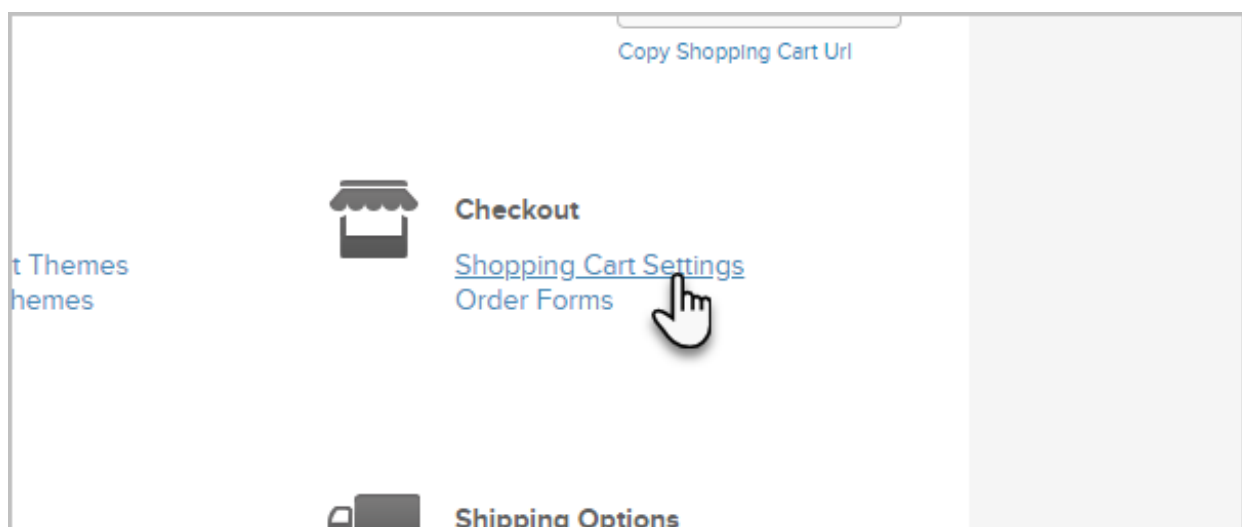 Copy Shopping Cart Url
Checkout
t Themes
Shopping Cart Settings
hemes
Order Forms
Shipping Options